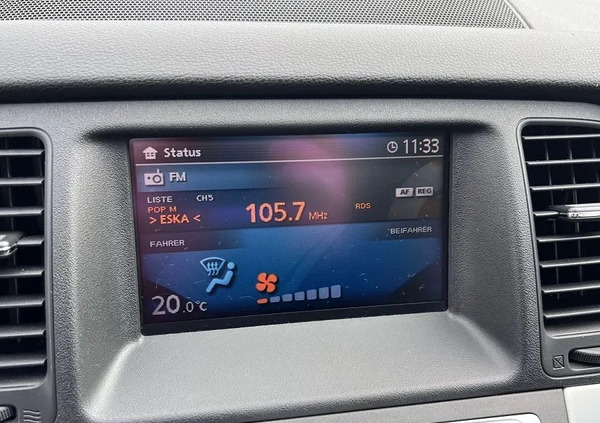 Status 11:33
FM
LISTE CH5 AF REG
POP M RDS
> ESKA < 105.7 MHz
FAHRER *BEIFAHRER
20.0°C